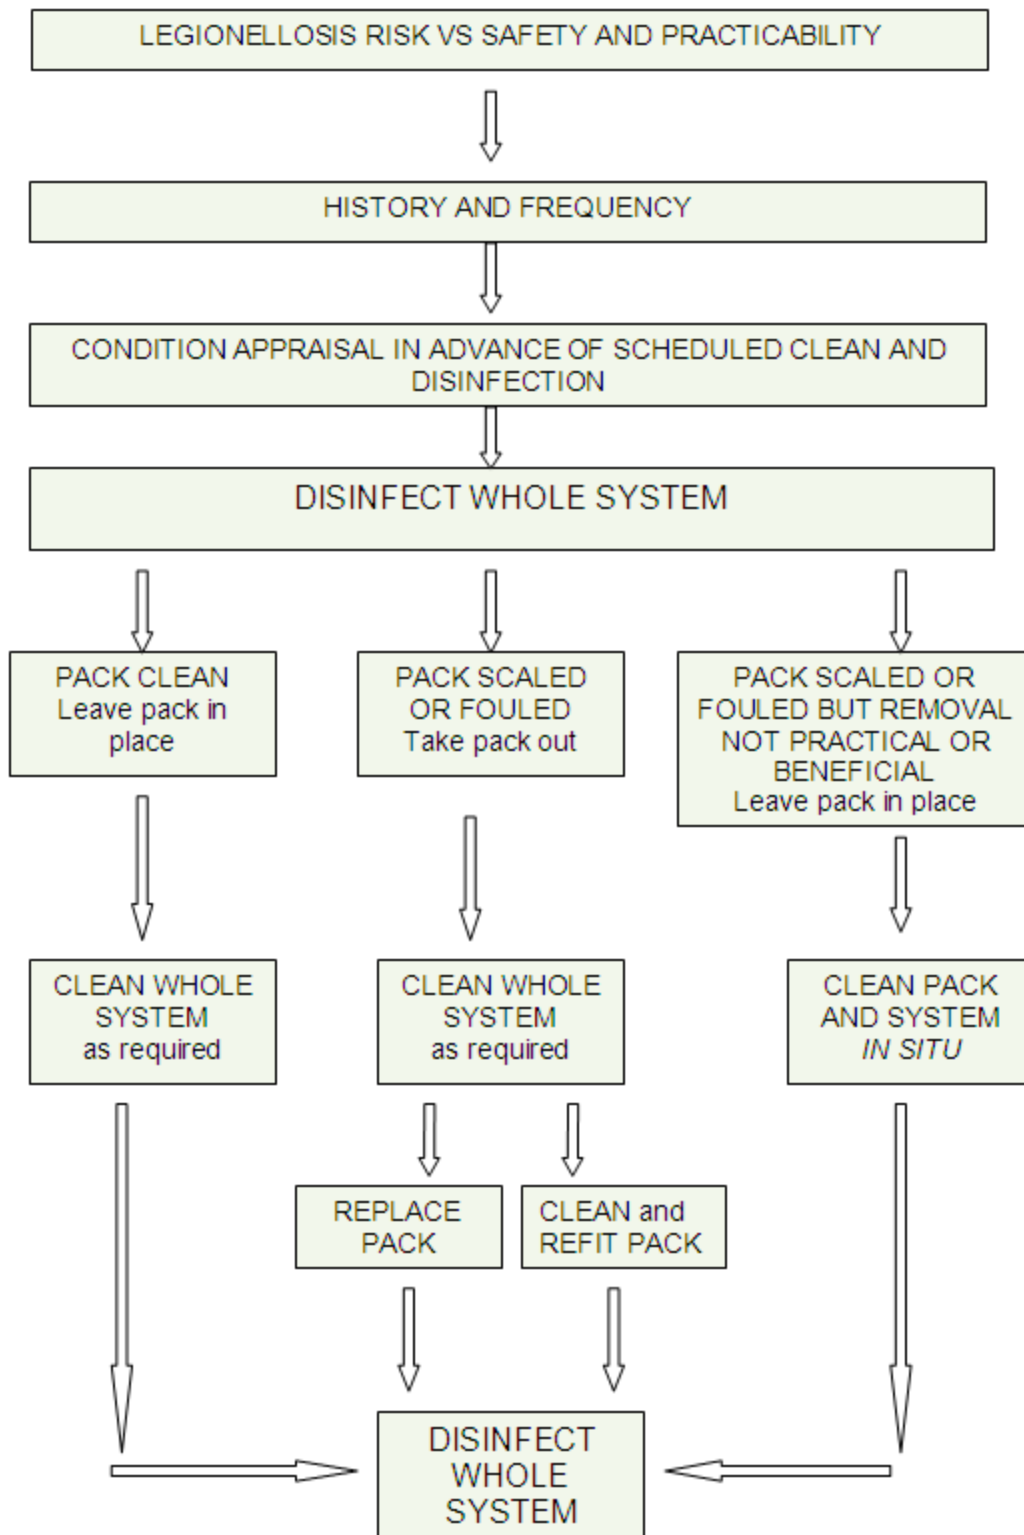 LEGIONELLOSIS RISK VS SAFETY AND PRACTICABILITY
HISTORY AND FREQUENCY
CONDITION APPRAISAL IN ADVANCE OF SCHEDULED CLEAN AND
DISINFECTION
DISINFECT WHOLE SYSTEM
PACK CLEAN
Leave pack in
place
PACK SCALED
OR FOULED
Take pack out
PACK SCALED OR
FOULED BUT REMOVAL
NOT PRACTICAL OR
BENEFICIAL
Leave pack in place
CLEAN WHOLE
SYSTEM
as required
CLEAN WHOLE
SYSTEM
as required
CLEAN PACK
AND SYSTEM
IN SITU
REPLACE
PACK
CLEAN and
REFIT PACK
DISINFECT
WHOLE
SYSTEM